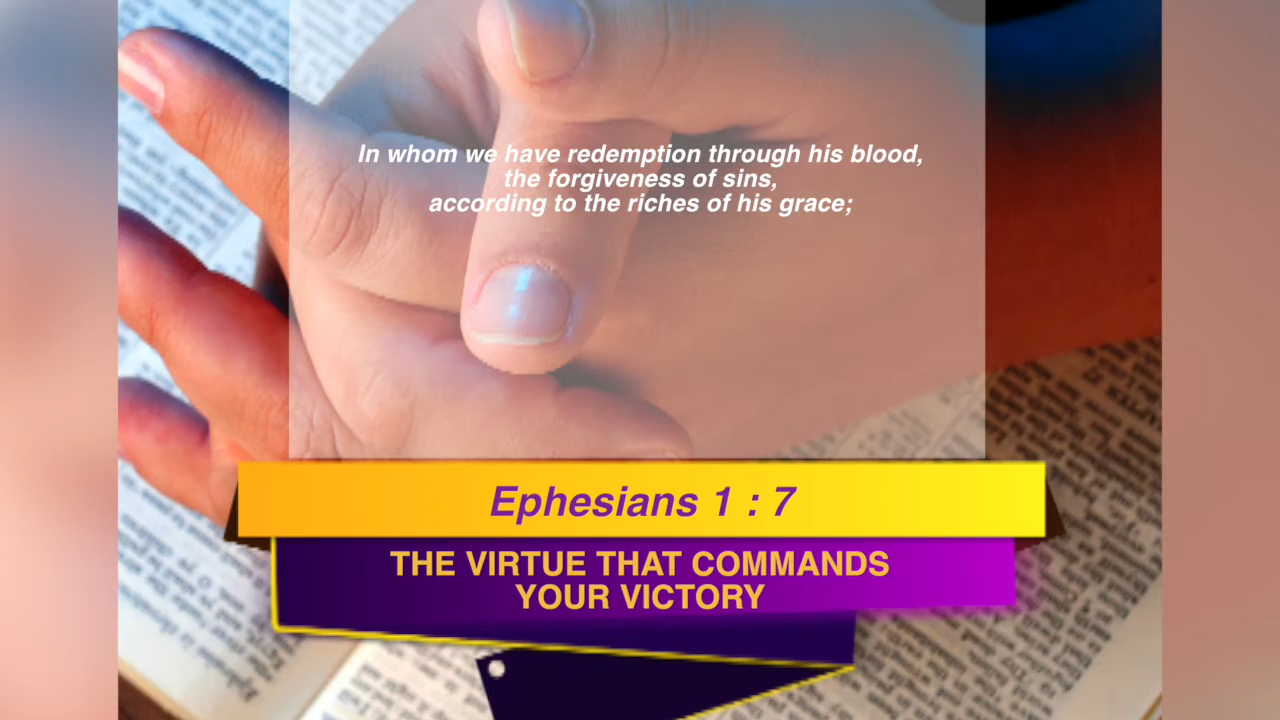 In whom we have redemption through his blood,
the forgiveness of sins,
according to the riches of his grace;
Ephesians 1 : 7
THE VIRTUE THAT COMMANDS
YOUR VICTORY